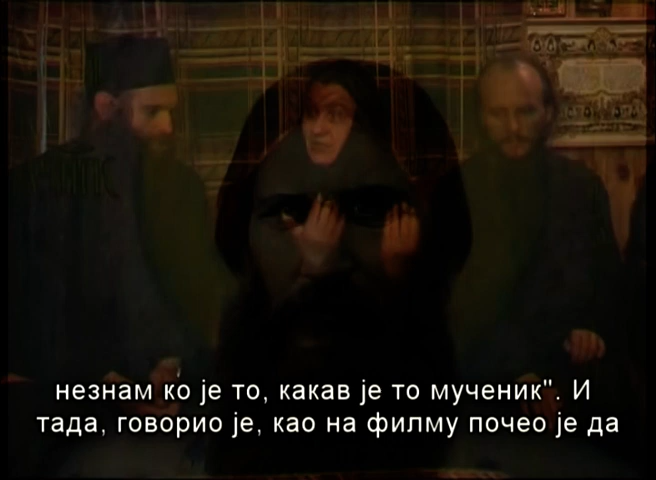 незнам ко је то, какав је то мученик". И
тада, говорио је, као на филму почео је да